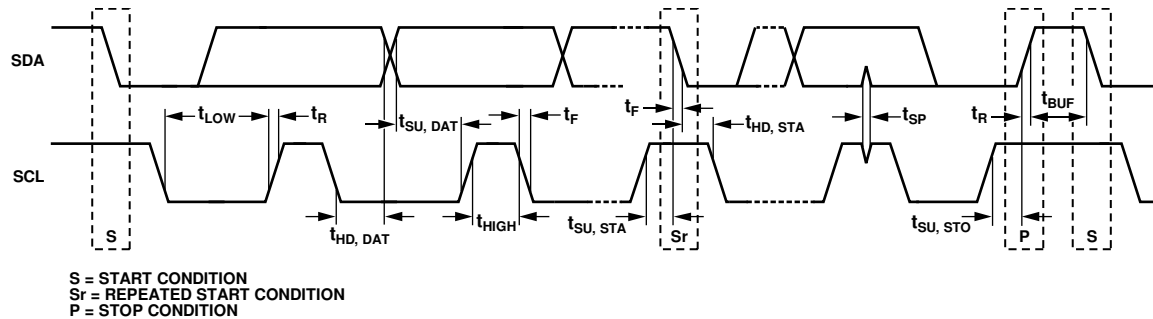 SDA
tLOW
tR
tSU, DAT
tF
tF
tHD, STA
tSP
tR
tBUF
SCL
S
tHD, DAT
tHIGH
tSU, STA
Sr
tSU, STO
P
S
S = START CONDITION
Sr = REPEATED START CONDITION
P = STOP CONDITION